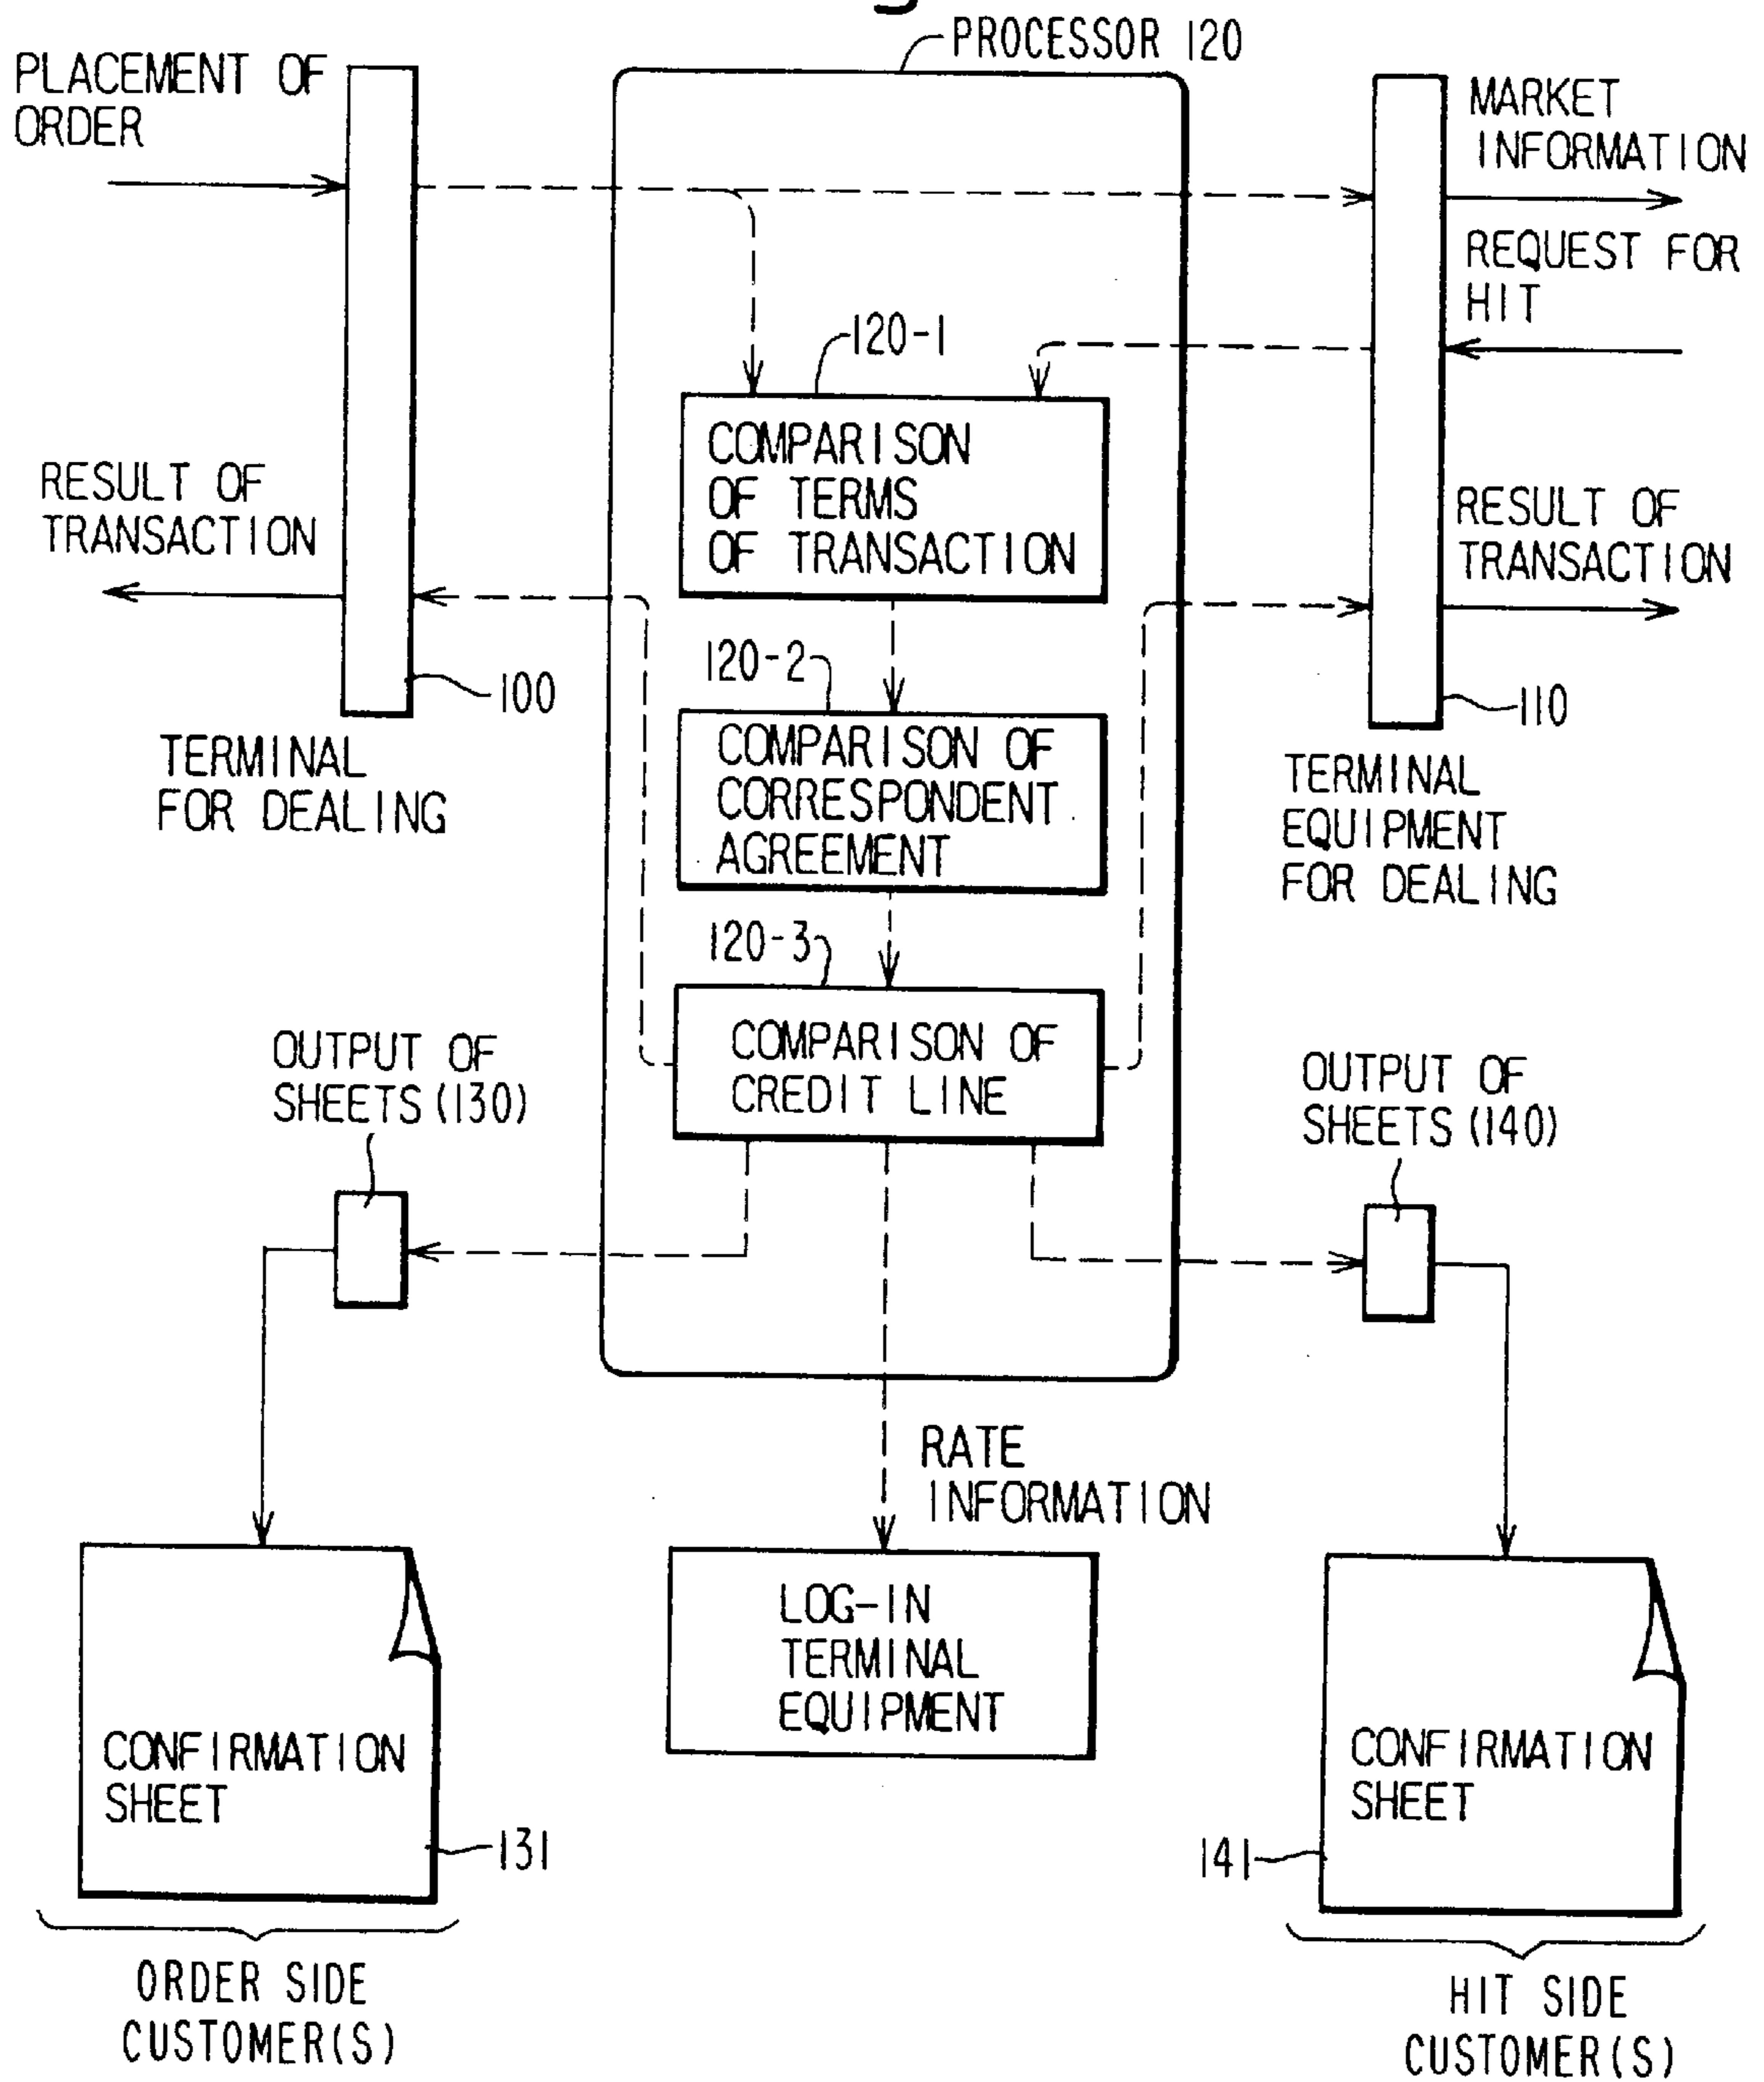 PROCESSOR 120
PLACEMENT OF
ORDER
MARKET
INFORMATION
REQUEST FOR
HIT
120-1
COMPARISON
OF TERMS
OF TRANSACTION
RESULT OF
TRANSACTION
RESULT OF
TRANSACTION
100
110
TERMINAL
FOR DEALING
120-2
COMPARISON OF
CORRESPONDENT
AGREEMENT
TERMINAL
EQUIPMENT
FOR DEALING
120-3
COMPARISON OF
CREDIT LINE
OUTPUT OF
SHEETS (130)
OUTPUT OF
SHEETS (140)
RATE
INFORMATION
LOG-IN
TERMINAL
EQUIPMENT
CONFIRMATION
SHEET
131
CONFIRMATION
SHEET
141
ORDER SIDE
CUSTOMER(S)
HIT SIDE
CUSTOMER(S)